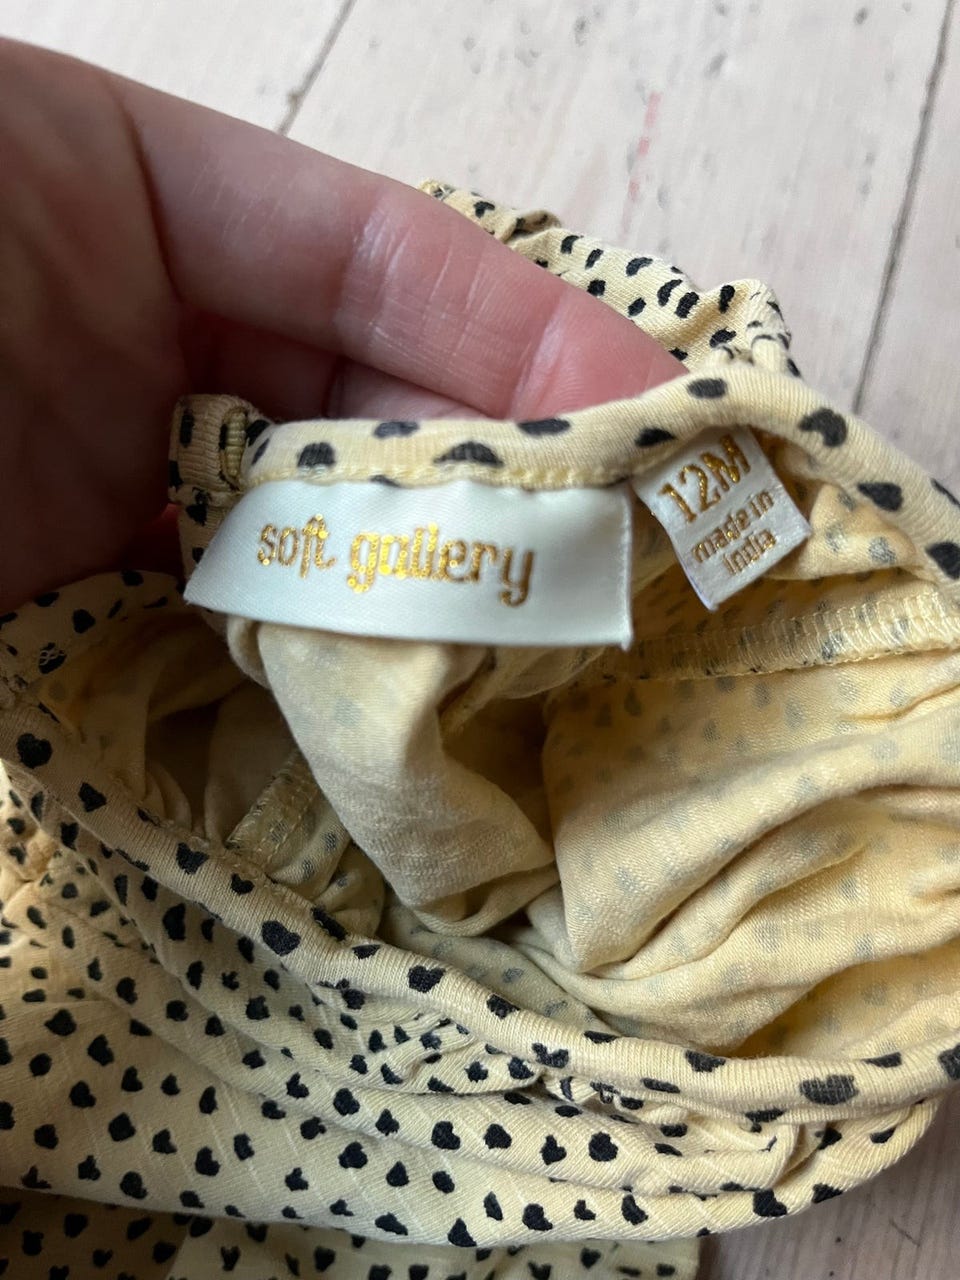 soft gallery
12M
made in
India